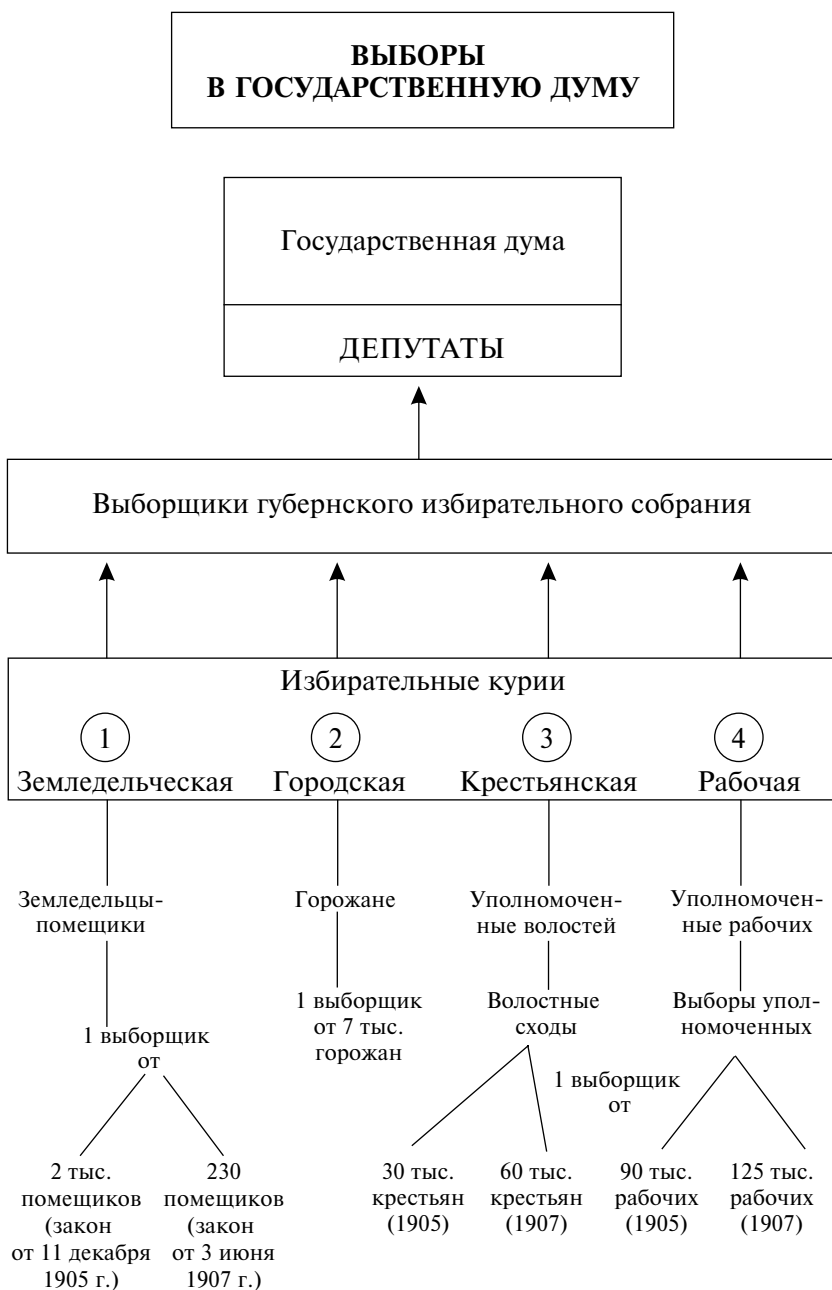 ВЫБОРЫ
В ГОСУДАРСТВЕННУЮ ДУМУ
Государственная дума
ДЕПУТАТЫ
Выборщики губернского избирательного собрания
Избирательные курии
1
Земледельческая
2
Городская
3
Крестьянская
4
Рабочая
Земледельцы-
помещики
Горожане
Уполномочен-
ные волостей
Уполномочен-
ные рабочих
1 выборщик
от
1 выборщик
от 7 тыс.
горожан
Волостные
сходы
Выборы упол-
номоченных
1 выборщик
от
2 тыс.
помещиков
(закон
от 11 декабря
1905 г.)
230
помещиков
(закон
от 3 июня
1907 г.)
30 тыс.
крестьян
(1905)
60 тыс.
крестьян
(1907)
90 тыс.
рабочих
(1905)
125 тыс.
рабочих
(1907)